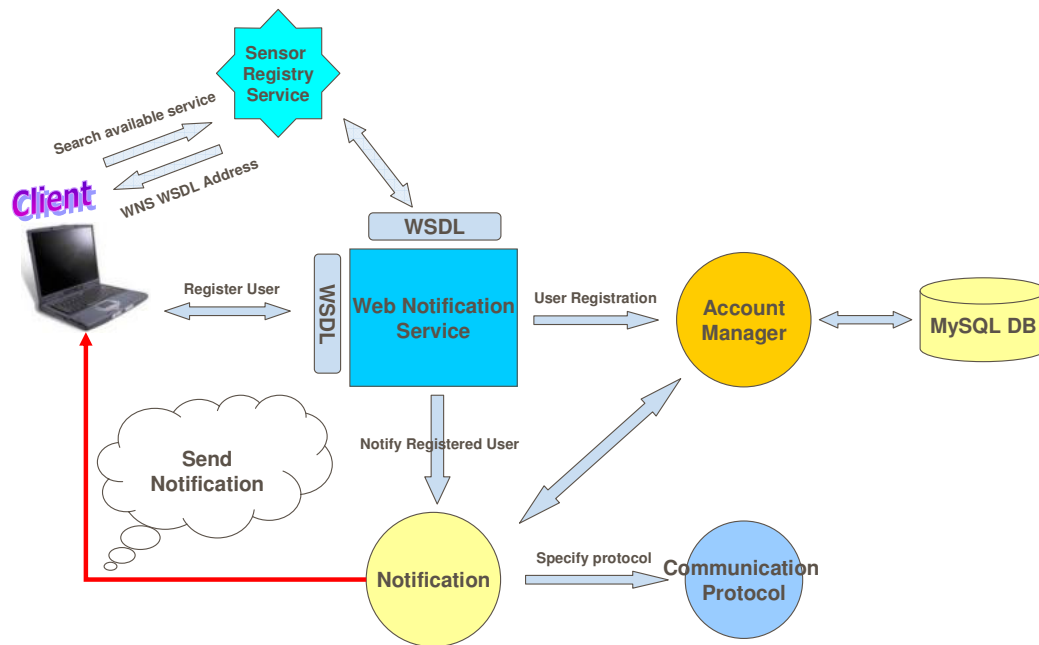 Sensor
Registry
Service
Search available service
WNS WSDL Address
Client
WSDL
WSDL
Register User
Web Notification
Service
User Registration
Account
Manager
MySQL DB
Notify Registered User
Send
Notification
Notification
Specify protocol
Communication
Protocol